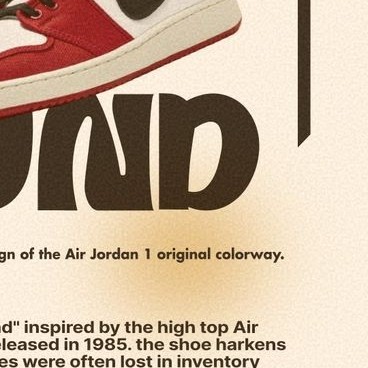 UND
gn of the Air Jordan 1 original colorway.
d" inspired by the high top Air
eleased in 1985. the shoe harkens
es were often lost in inventory